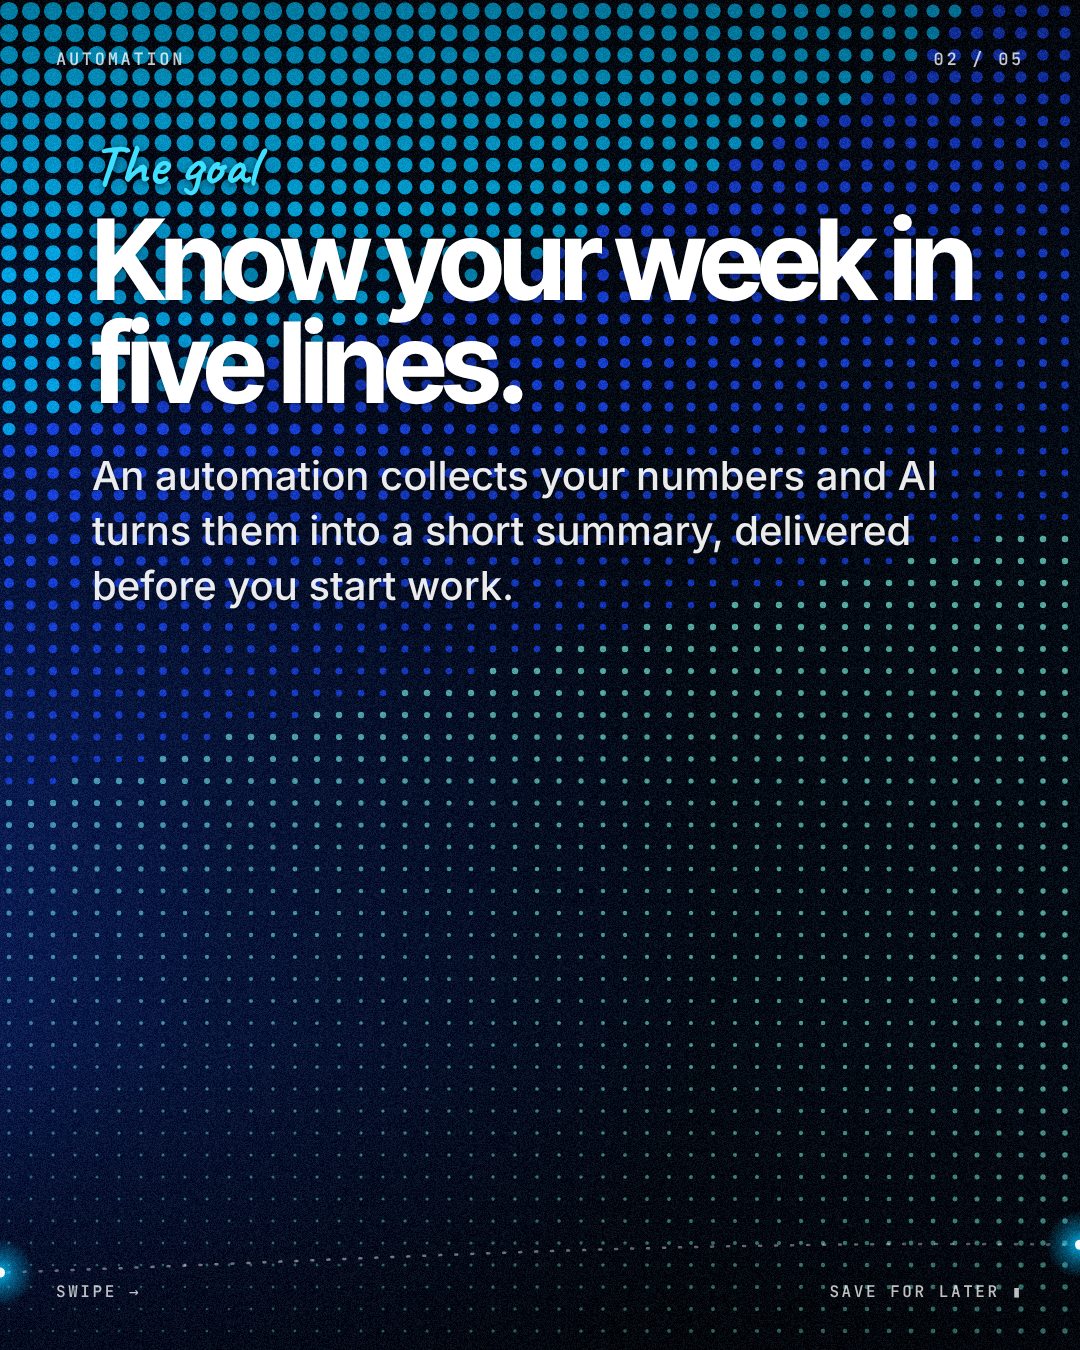 AUTOMATION
02 / 05
The goal
Know your week in
five lines.
An automation collects your numbers and AI
turns them into a short summary, delivered
before you start work.
SWIPE →
SAVE FOR LATER ▮